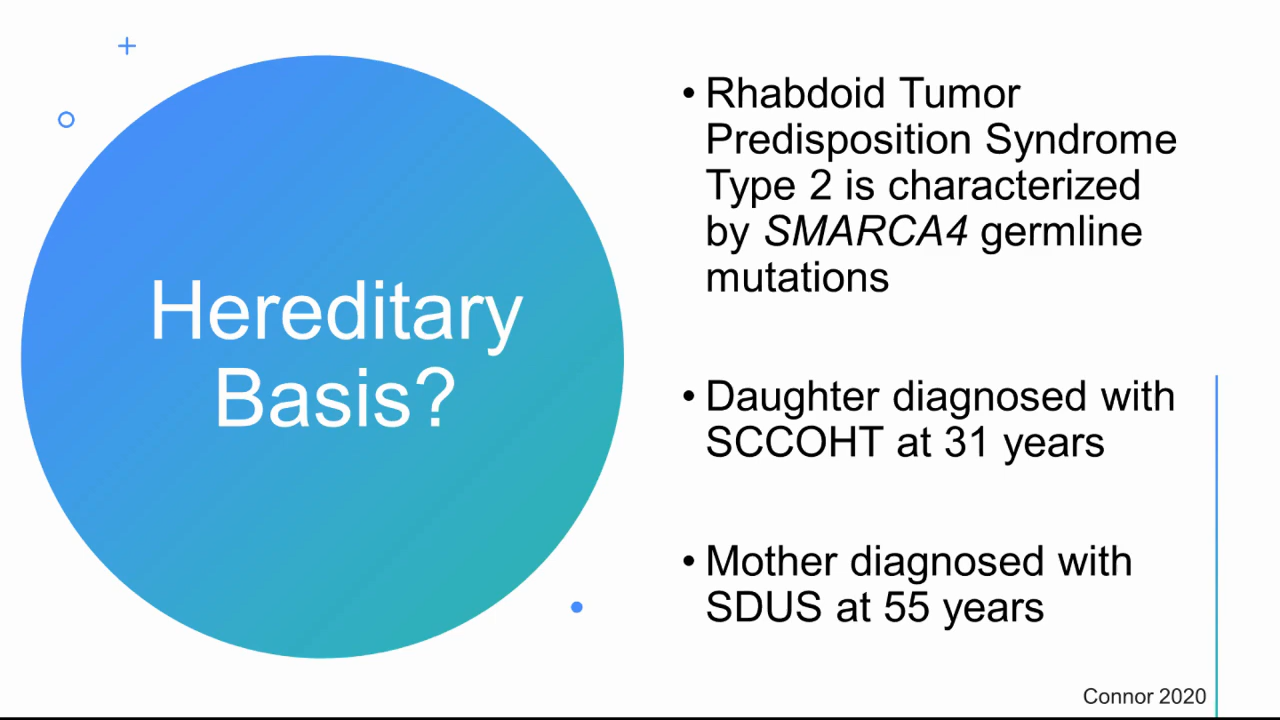 Hereditary
Basis?
• Rhabdoid Tumor
Predisposition Syndrome
Type 2 is characterized
by SMARCA4 germline
mutations
• Daughter diagnosed with
SCCOHT at 31 years
• Mother diagnosed with
SDUS at 55 years
Connor 2020